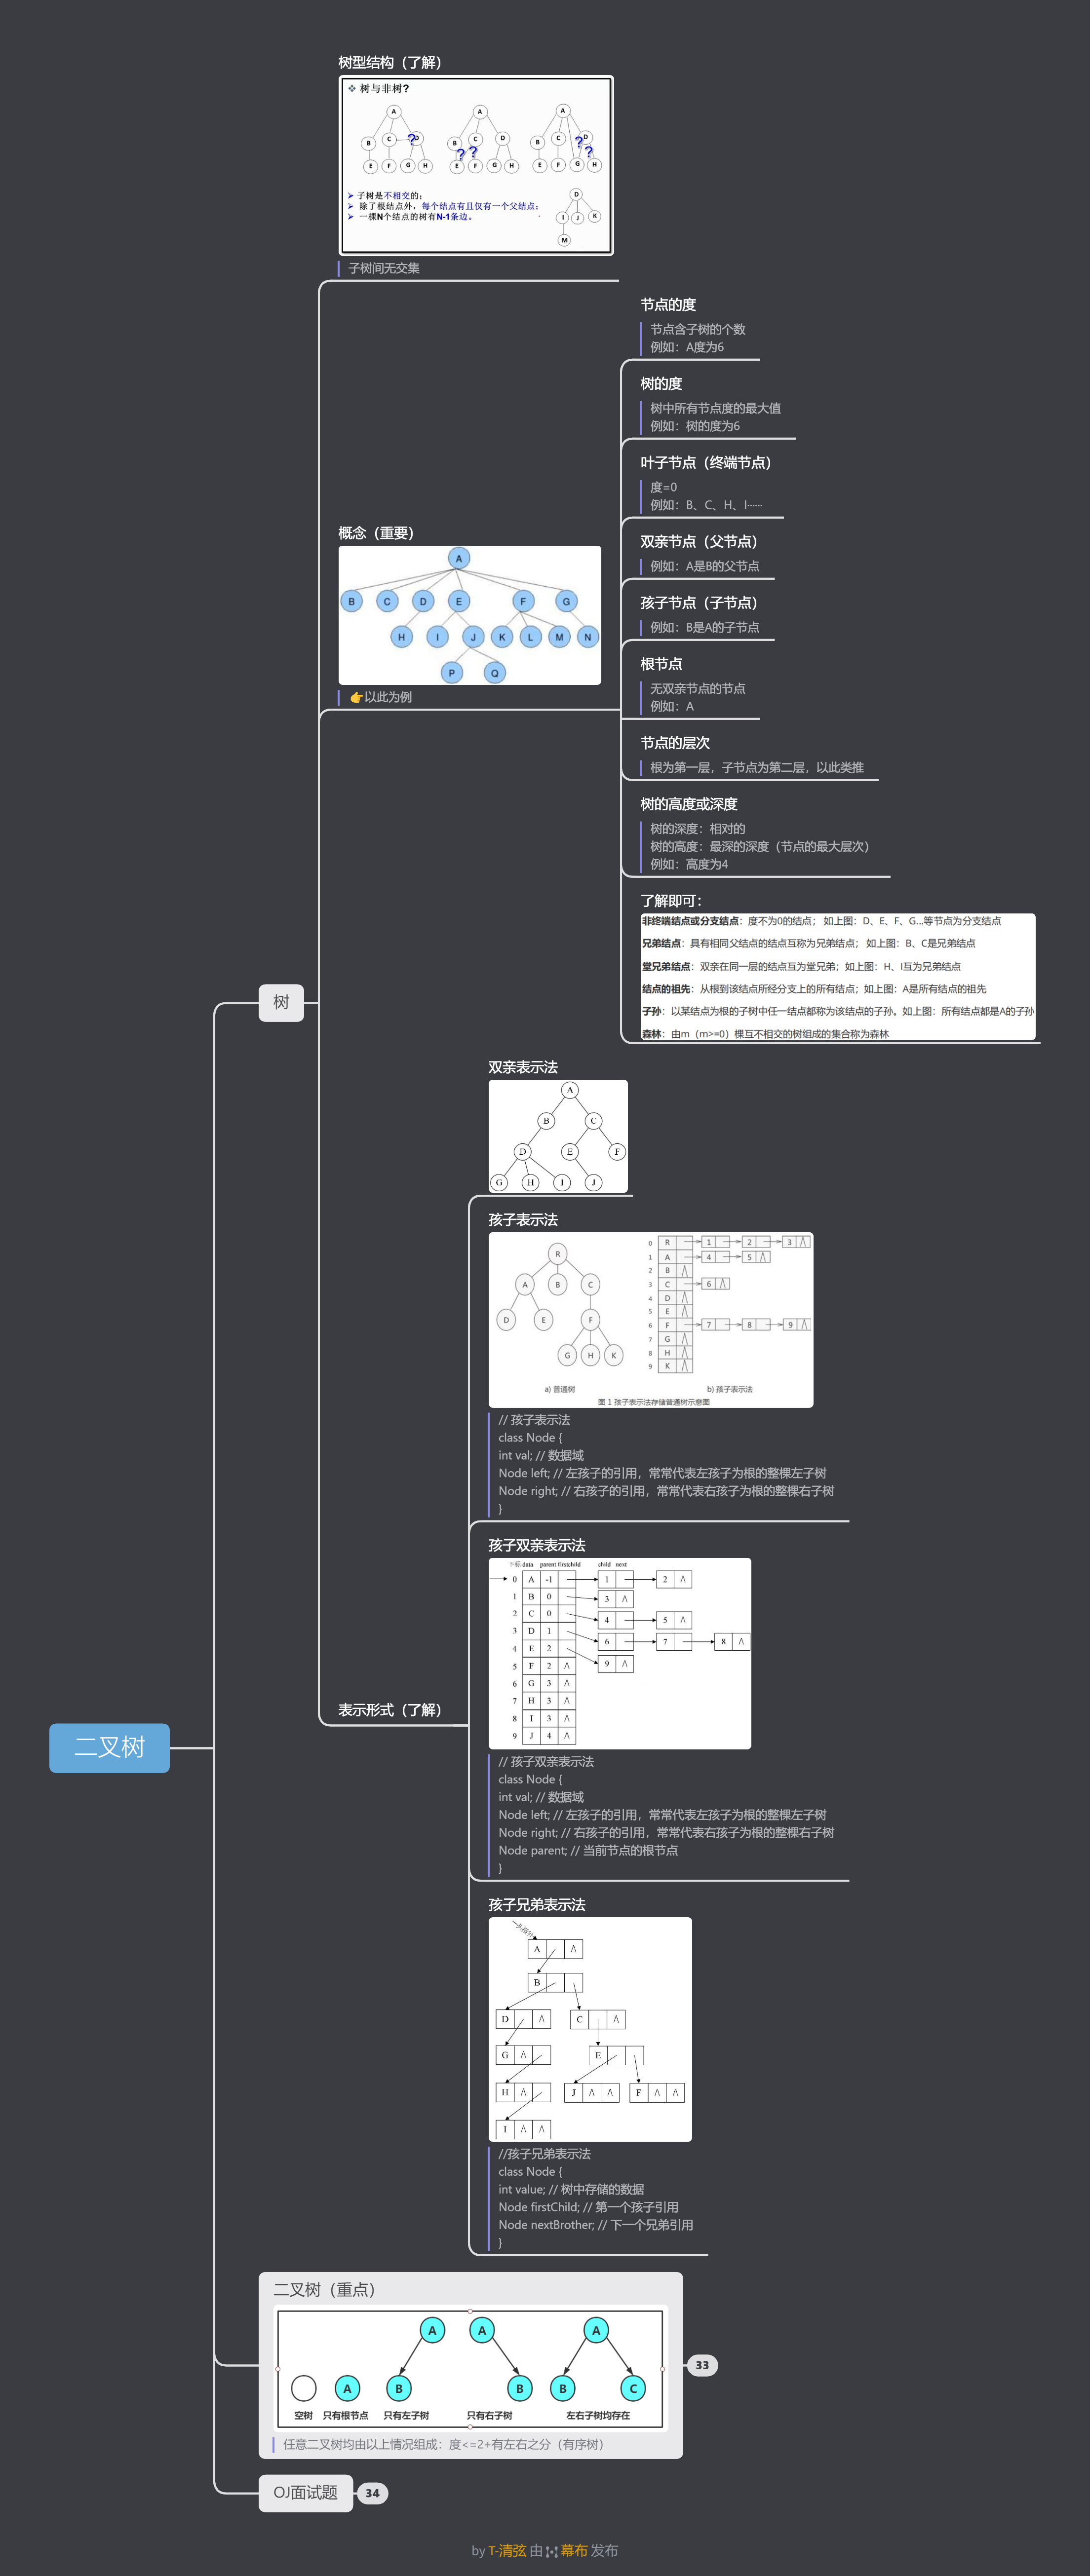 树型结构（了解）
❖ 树与非树?
A A A
B C D B C D B C D
? ? ? ? ?
E F G H E F G H E F G H
➢ 子树是不相交的；
➢ 除了根结点外，每个结点有且仅有一个父结点；
➢ 一棵N个结点的树有N-1条边。
D
I J K
M
子树间无交集
节点的度
节点含子树的个数
例如：A度为6
树的度
树中所有节点度的最大值
例如：树的度为6
叶子节点（终端节点）
度=0
例如：B、C、H、I······
双亲节点（父节点）
例如：A是B的父节点
孩子节点（子节点）
例如：B是A的子节点
根节点
无双亲节点的节点
例如：A
节点的层次
根为第一层，子节点为第二层，以此类推
树的高度或深度
树的深度：相对的
树的高度：最深的深度（节点的最大层次）
例如：高度为4
了解即可：
非终端结点或分支结点：度不为0的结点； 如上图：D、E、F、G...等节点为分支结点
兄弟结点：具有相同父结点的结点互称为兄弟结点； 如上图：B、C是兄弟结点
堂兄弟结点：双亲在同一层的结点互为堂兄弟；如上图：H、I互为兄弟结点
结点的祖先：从根到该结点所经分支上的所有结点；如上图：A是所有结点的祖先
子孙：以某结点为根的子树中任一结点都称为该结点的子孙。如上图：所有结点都是A的子孙
森林：由m（m>=0）棵互不相交的树组成的集合称为森林
概念（重要）
A
B C D E F G
H I J K L M N
P Q
👉以此为例
树
双亲表示法
A
B C
D E F
G H I J
孩子表示法
R
A B C
D E F
G H K
0 R 1 2 3 ∧
1 A 4 5 ∧
2 B ∧
3 C 6 ∧
4 D ∧
5 E ∧
6 F 7 8 9 ∧
7 G ∧
8 H ∧
9 K ∧
a) 普通树 b) 孩子表示法
图 1 孩子表示法存储普通树示意图
// 孩子表示法
class Node {
int val; // 数据域
Node left; // 左孩子的引用，常常代表左孩子为根的整棵左子树
Node right; // 右孩子的引用，常常代表右孩子为根的整棵右子树
}
孩子双亲表示法
下标 data parent firstchild child next
0 A -1 1 2 ∧
1 B 0 3 ∧
2 C 0 4 5 ∧
3 D 1 6 7 8 ∧
4 E 2 9 ∧
5 F 2 ∧
6 G 3 ∧
7 H 3 ∧
8 I 3 ∧
9 J 4 ∧
// 孩子双亲表示法
class Node {
int val; // 数据域
Node left; // 左孩子的引用，常常代表左孩子为根的整棵左子树
Node right; // 右孩子的引用，常常代表右孩子为根的整棵右子树
Node parent; // 当前节点的根节点
}
表示形式（了解）
二叉树
孩子兄弟表示法
头指针
A ∧
B
D ∧ C ∧
G ∧ E
H ∧ J ∧ ∧ F ∧ ∧
I ∧ ∧
//孩子兄弟表示法
class Node {
int value; // 树中存储的数据
Node firstChild; // 第一个孩子引用
Node nextBrother; // 下一个兄弟引用
}
二叉树（重点）
A A A
A B B B C
空树 只有根节点 只有左子树 只有右子树 左右子树均存在
任意二叉树均由以上情况组成：度<=2+有左右之分（有序树）
33
OJ面试题
34
by T-清弦 由 幕布 发布